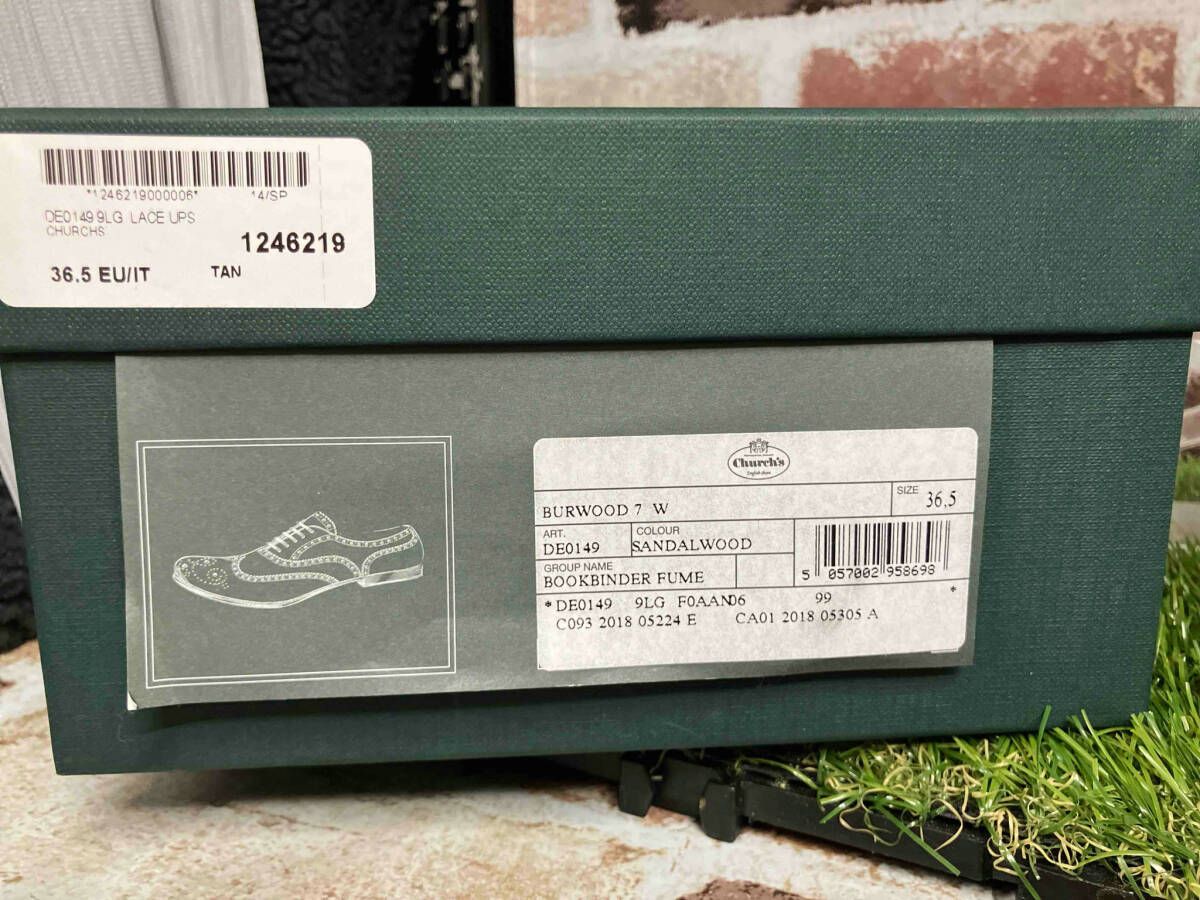 *1246219000006* 14/SP
DE0149 9LG LACE UPS
CHURCHS
1246219
36.5 EU/IT TAN
Church's
English shoes
BURWOOD 7 W
SIZE 36,5
ART. COLOUR
DE0149 SANDALWOOD
GROUP NAME
BOOKBINDER FUME
5 057002 958698
* DE0149 9LG F0AAN06 99 *
C093 2018 05224 E CA01 2018 05305 A